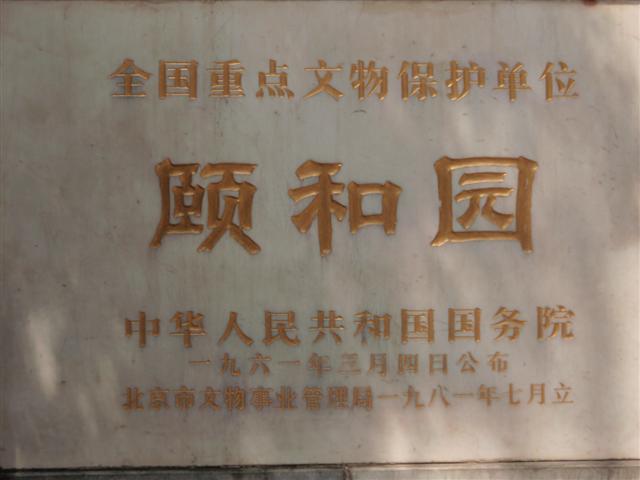 全国重点文物保护单位
颐和园
中华人民共和国国务院
一九六一年三月四日公布
北京市文物事业管理局一九八一年七月立